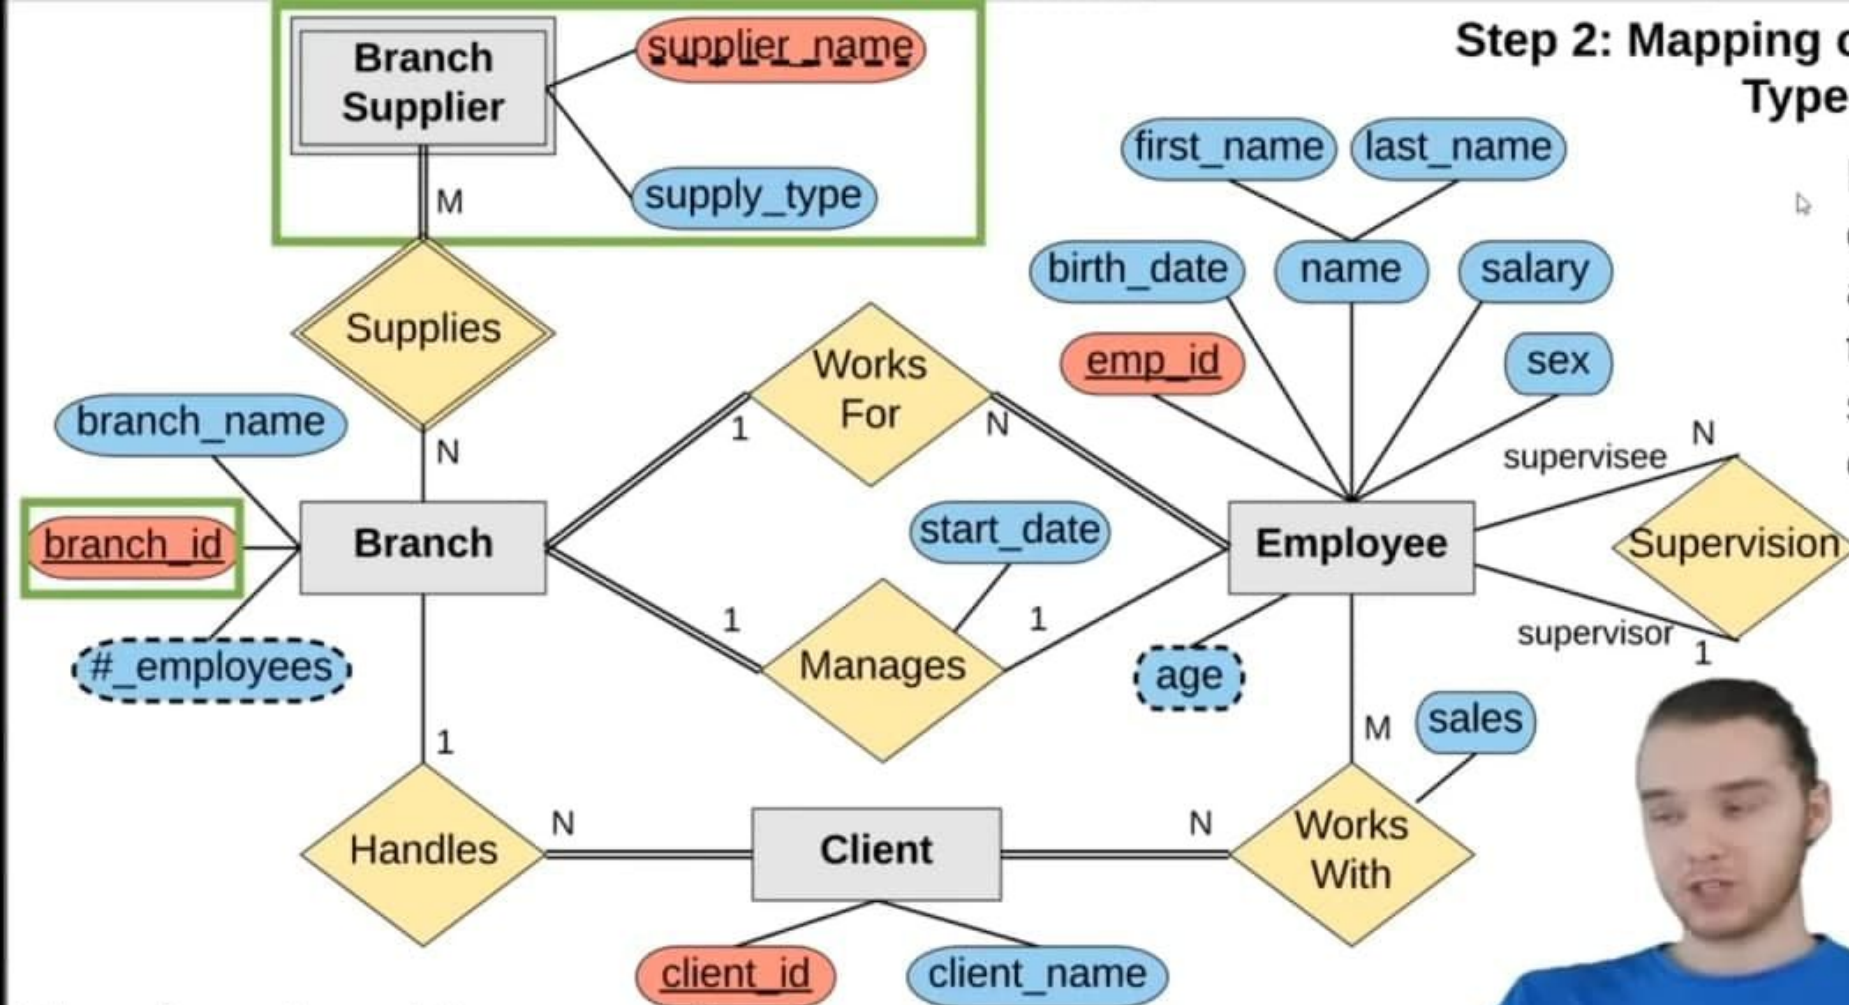 Branch
Supplier
supplier_name
supply_type
M
Step 2: Mapping
Type
first_name
last_name
birth_date
name
salary
emp_id
sex
Supplies
Works
For
branch_name
N
1
N
supervisee
N
branch_id
Branch
start_date
Employee
Supervision
#_employees
1
Manages
1
age
supervisor
1
1
M
sales
Handles
N
Client
N
Works
With
client_id
client_name